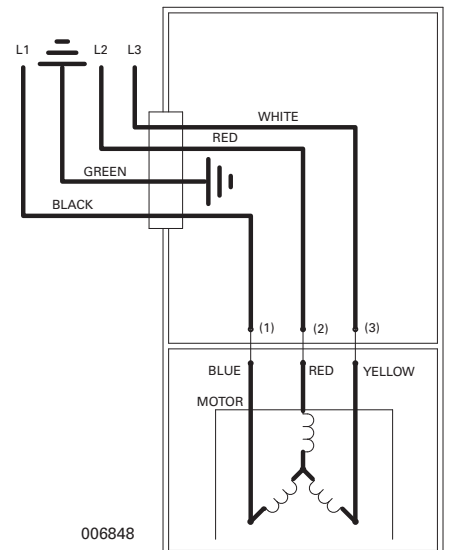 L1 L2 L3
WHITE
RED
GREEN
BLACK
(1) (2) (3)
BLUE RED YELLOW
MOTOR
006848